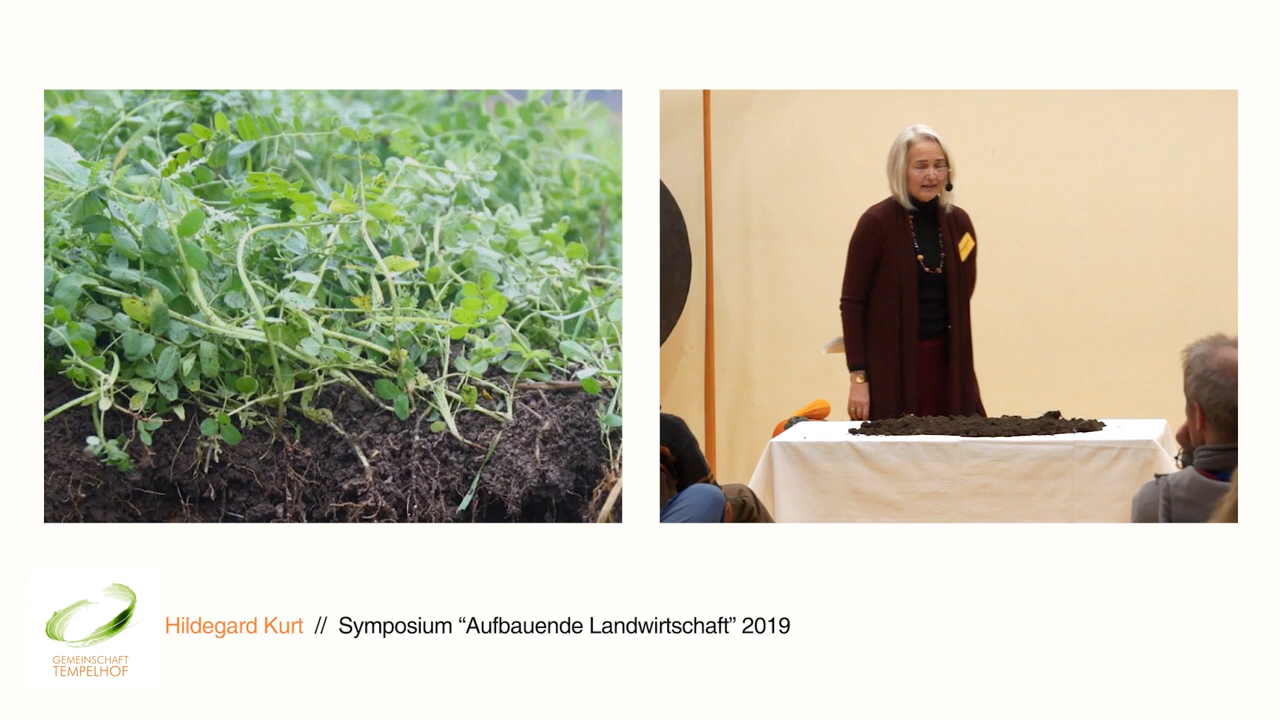 Hildegard Kurt // Symposium “Aufbauende Landwirtschaft” 2019
GEMEINSCHAFT
TEMPELHOF